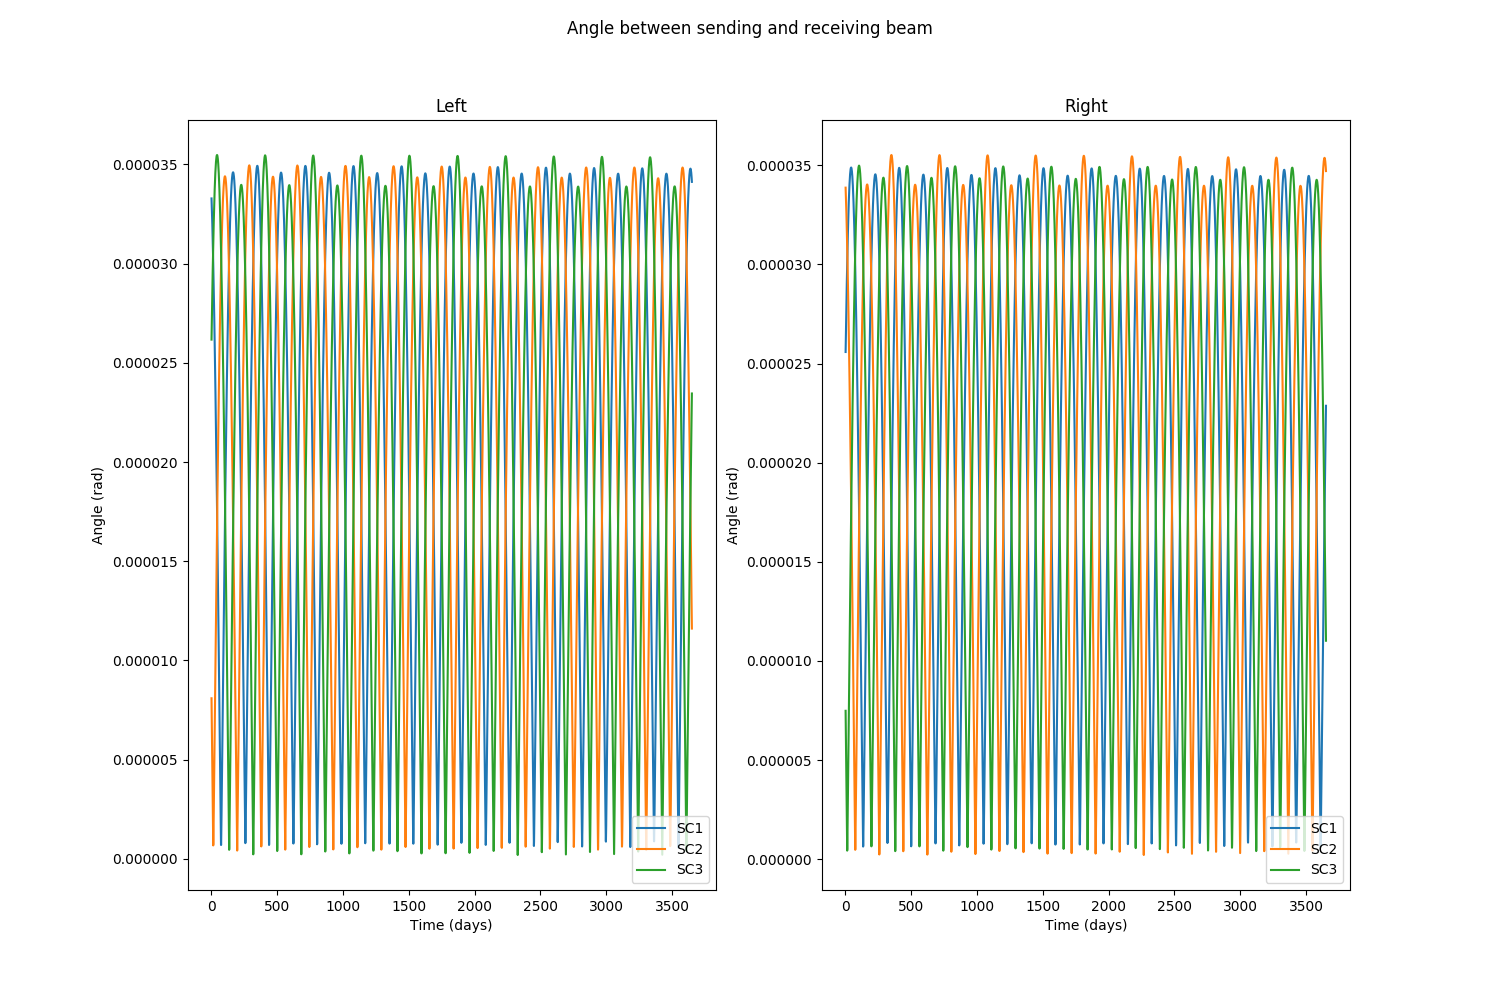 Angle between sending and receiving beam
Left
0.000035
0.000030
0.000025
0.000020
0.000015
0.000010
0.000005
0.000000
Angle (rad)
0 500 1000 1500 2000 2500 3000 3500
Time (days)
SC1
SC2
SC3
Right
0.000035
0.000030
0.000025
0.000020
0.000015
0.000010
0.000005
0.000000
Angle (rad)
0 500 1000 1500 2000 2500 3000 3500
Time (days)
SC1
SC2
SC3